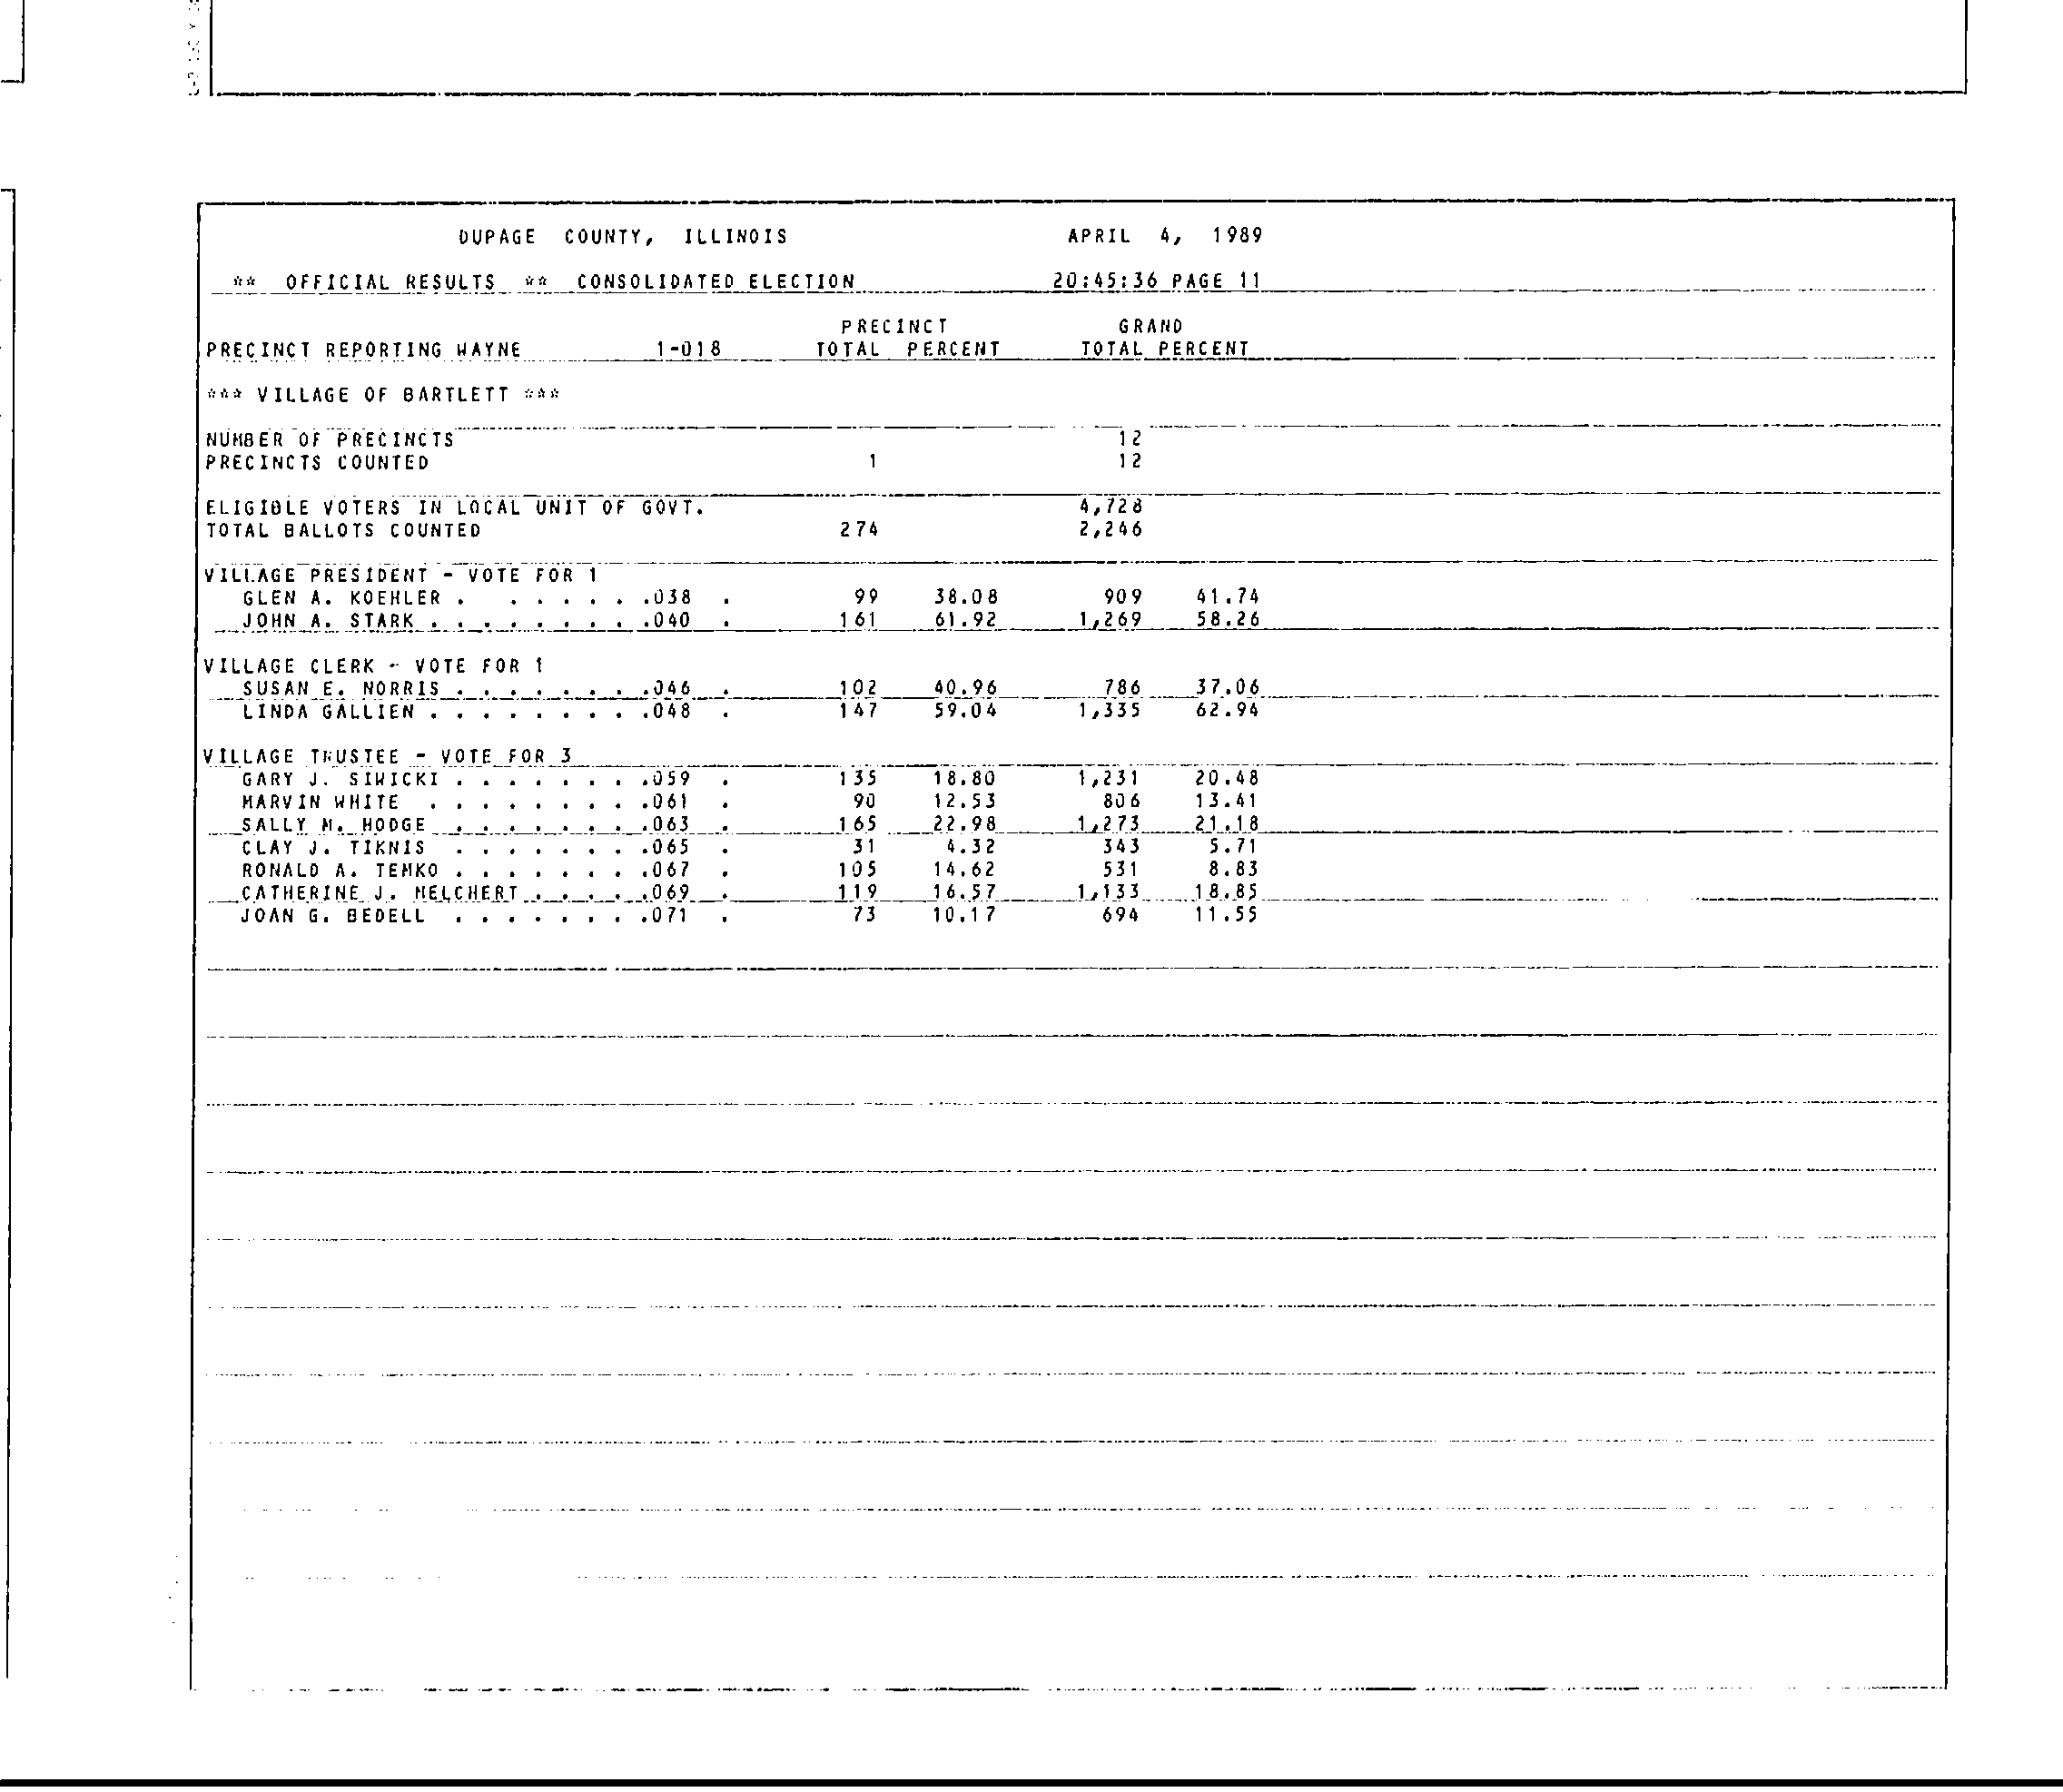 DUPAGE COUNTY, ILLINOIS APRIL 4, 1989
** OFFICIAL RESULTS ** CONSOLIDATED ELECTION 20:45:36 PAGE 11
PRECINCT GRAND
PRECINCT REPORTING WAYNE 1-018 TOTAL PERCENT TOTAL PERCENT
*** VILLAGE OF BARTLETT ***
NUMBER OF PRECINCTS 12
PRECINCTS COUNTED 1 12
ELIGIBLE VOTERS IN LOCAL UNIT OF GOVT. 4,728
TOTAL BALLOTS COUNTED 274 2,246
VILLAGE PRESIDENT - VOTE FOR 1
GLEN A. KOEHLER . . . . . . .038 . 99 38.08 909 41.74
JOHN A. STARK . . . . . . . . .040 . 161 61.92 1,269 58.26
VILLAGE CLERK - VOTE FOR 1
SUSAN E. NORRIS . . . . . . . .046 . 102 40.96 786 37.06
LINDA GALLIEN . . . . . . . . .048 . 147 59.04 1,335 62.94
VILLAGE TRUSTEE - VOTE FOR 3
GARY J. SIWICKI . . . . . . . .059 . 135 18.80 1,231 20.48
MARVIN WHITE . . . . . . . . .061 . 90 12.53 806 13.41
SALLY M. HODGE . . . . . . . .063 . 165 22.98 1,273 21.18
CLAY J. TIKNIS . . . . . . . .065 . 31 4.32 343 5.71
RONALD A. TEMKO . . . . . . . .067 . 105 14.62 531 8.83
CATHERINE J. MELCHERT . . . . .069 . 119 16.57 1,133 18.85
JOAN G. BEDELL . . . . . . . .071 . 73 10.17 694 11.55